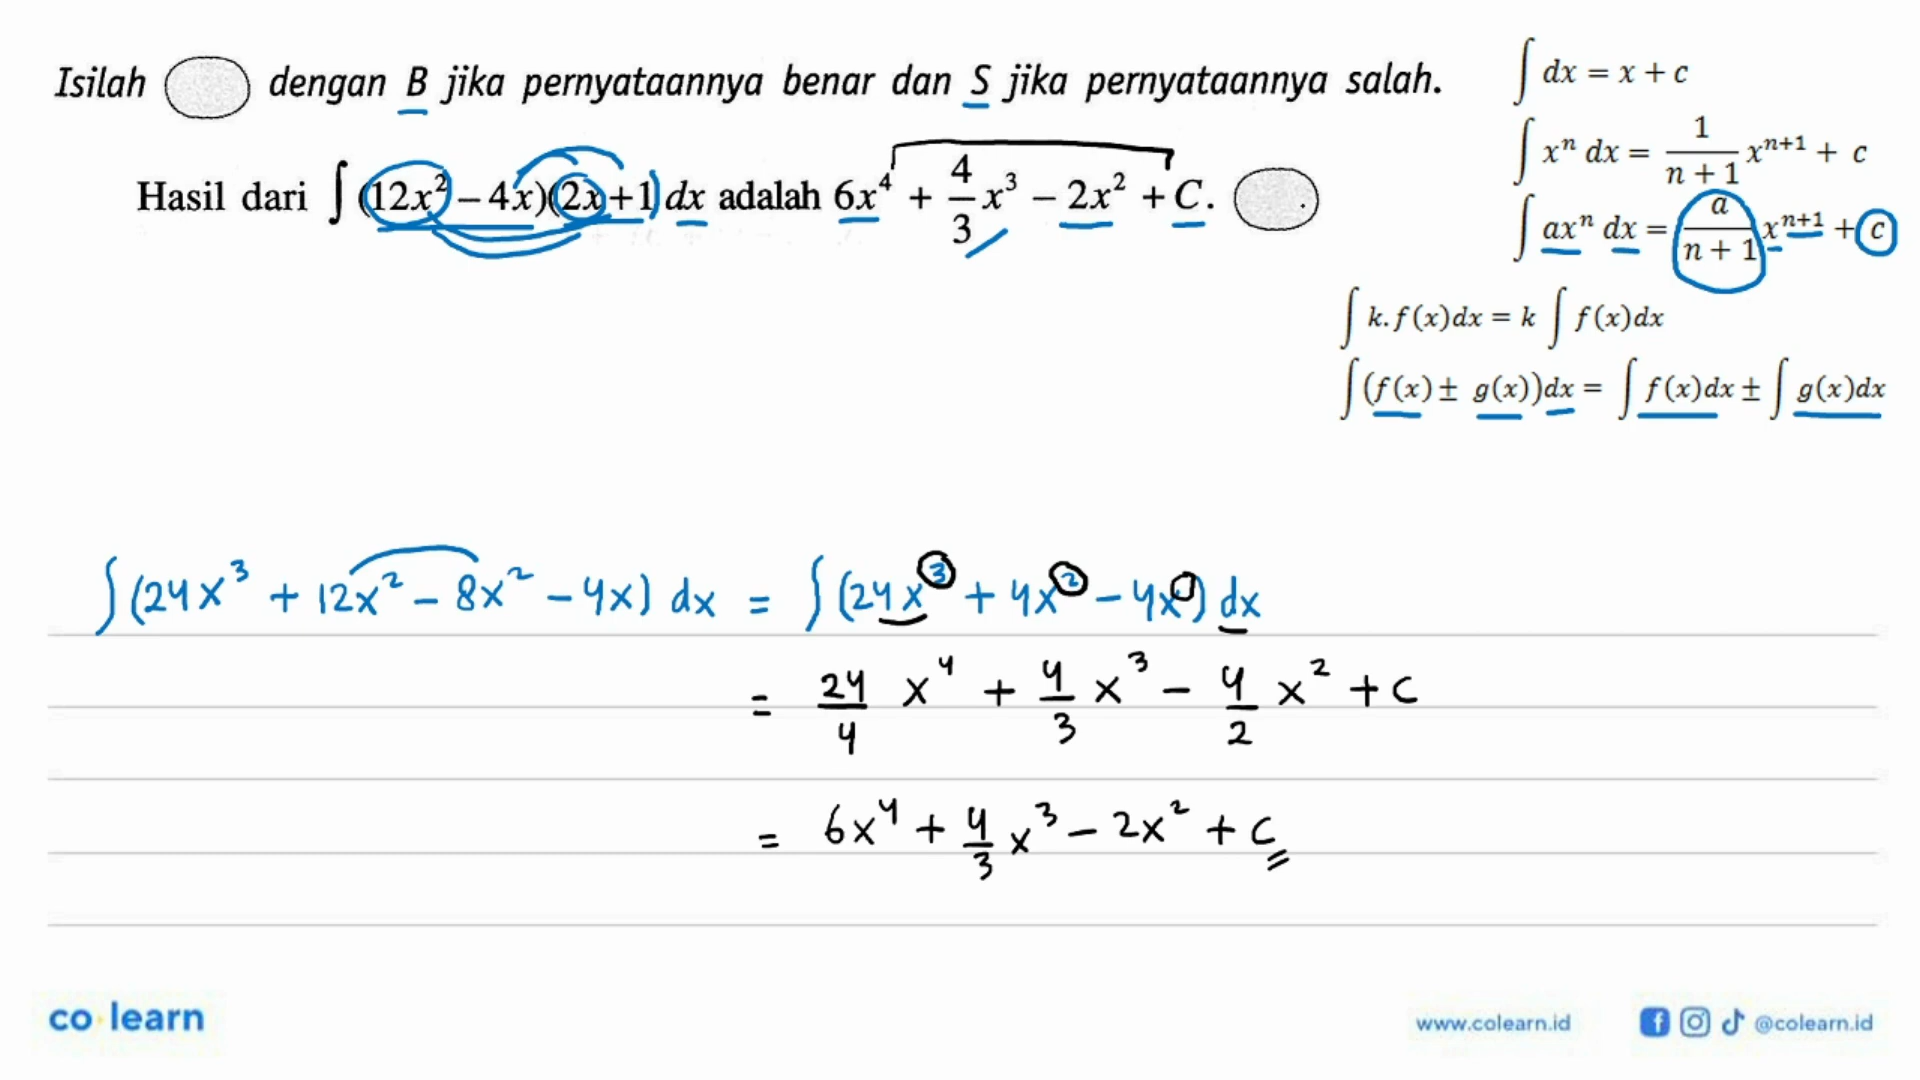 Isilah dengan B jika pernyataannya benar dan S jika pernyataannya salah.
Hasil dari ∫(12x² – 4x)(2x+1) dx adalah 6x⁴ + 4/3 x³ – 2x² + C.
∫ dx = x + c
∫ xⁿ dx = 1/(n + 1) xⁿ⁺¹ + c
∫ axⁿ dx = a/(n + 1) xⁿ⁺¹ + c
∫ k.f(x)dx = k ∫ f(x)dx
∫(f(x) ± g(x))dx = ∫ f(x)dx ± ∫ g(x)dx
∫(24x³ + 12x² – 8x² – 4x) dx = ∫(24x³ + 4x² – 4x¹) dx
= 24/4 x⁴ + 4/3 x³ – 4/2 x² + c
= 6x⁴ + 4/3 x³ – 2x² + c
co learn
www.colearn.id @colearn.id